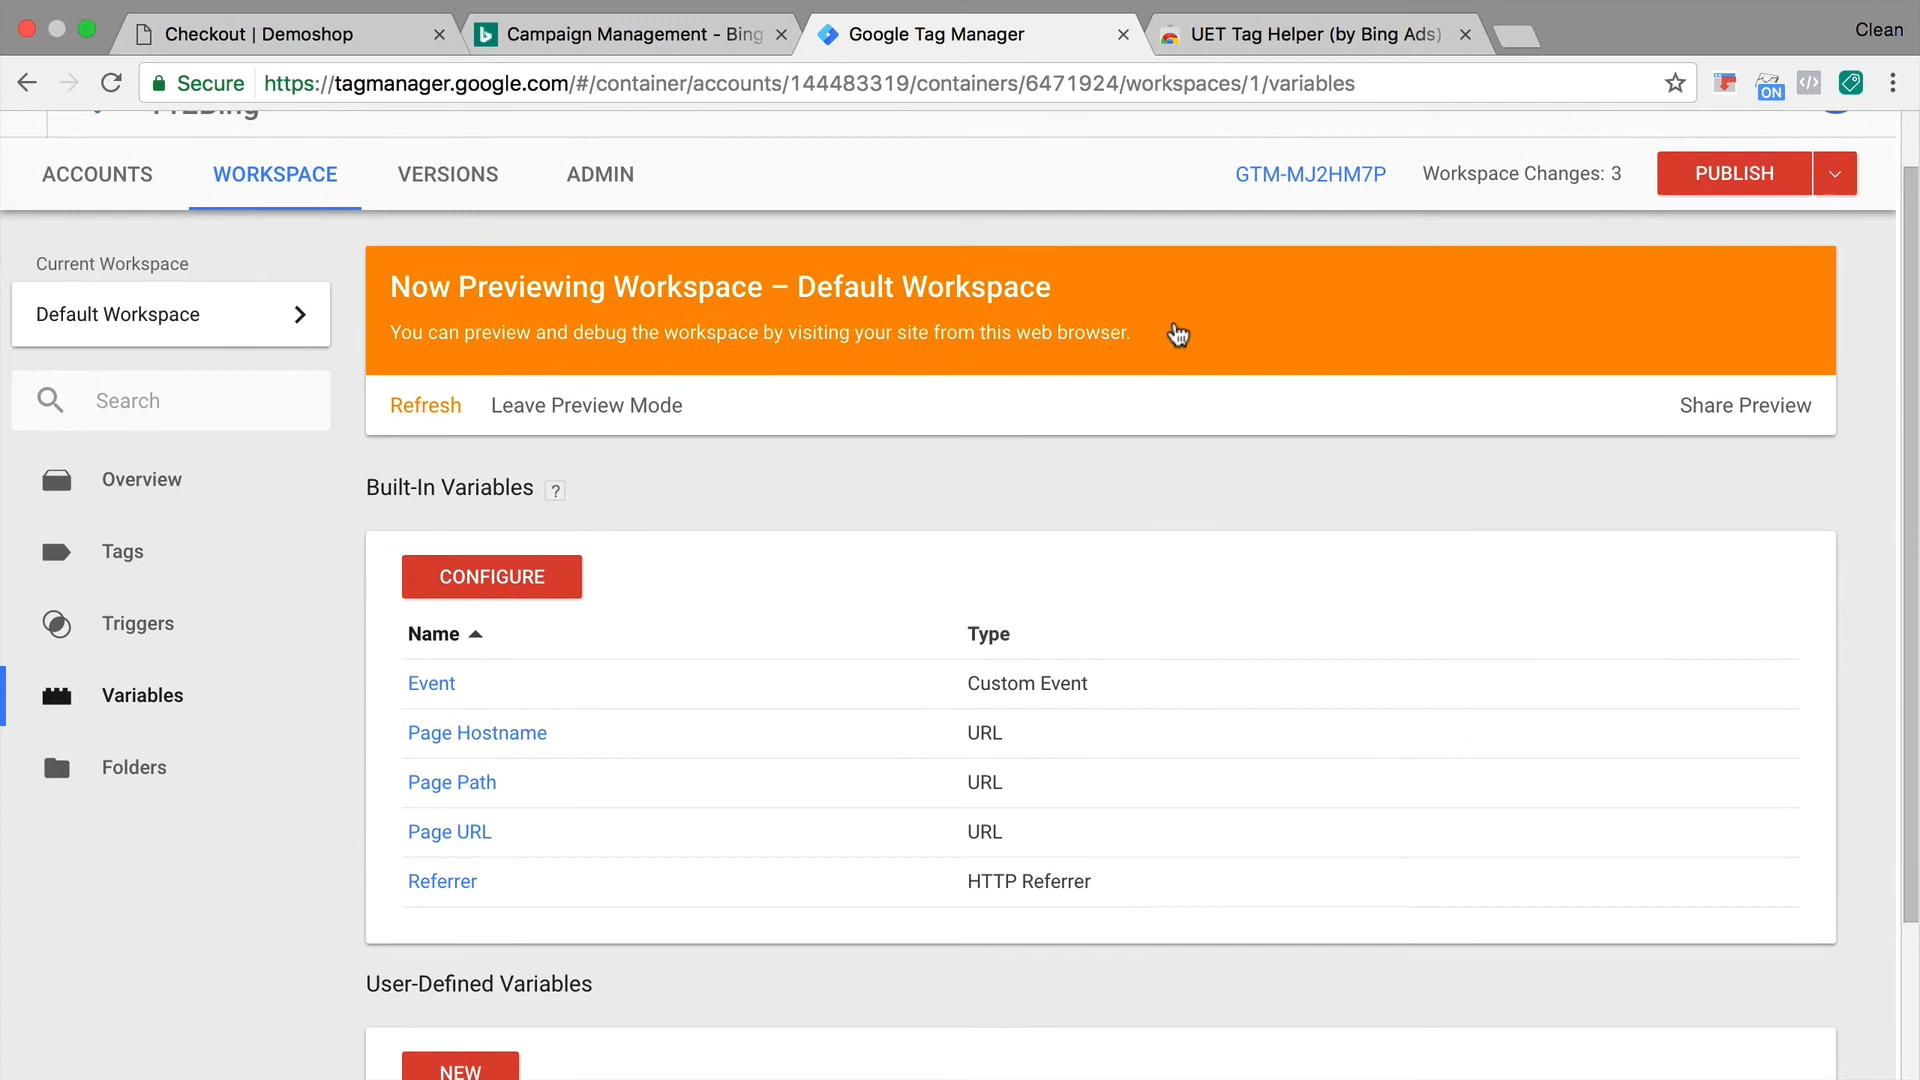 Checkout | Demoshop
Campaign Management - Bing
Google Tag Manager
UET Tag Helper (by Bing Ads)
Clean
Secure
https://tagmanager.google.com/#/container/accounts/144483319/containers/6471924/workspaces/1/variables
ON
ACCOUNTS
WORKSPACE
VERSIONS
ADMIN
GTM-MJ2HM7P
Workspace Changes: 3
PUBLISH
Current Workspace
Default Workspace
Search
Overview
Tags
Triggers
Variables
Folders
Now Previewing Workspace – Default Workspace
You can preview and debug the workspace by visiting your site from this web browser.
Refresh
Leave Preview Mode
Share Preview
Built-In Variables ?
CONFIGURE
Name Type
Event Custom Event
Page Hostname URL
Page Path URL
Page URL URL
Referrer HTTP Referrer
User-Defined Variables
NEW